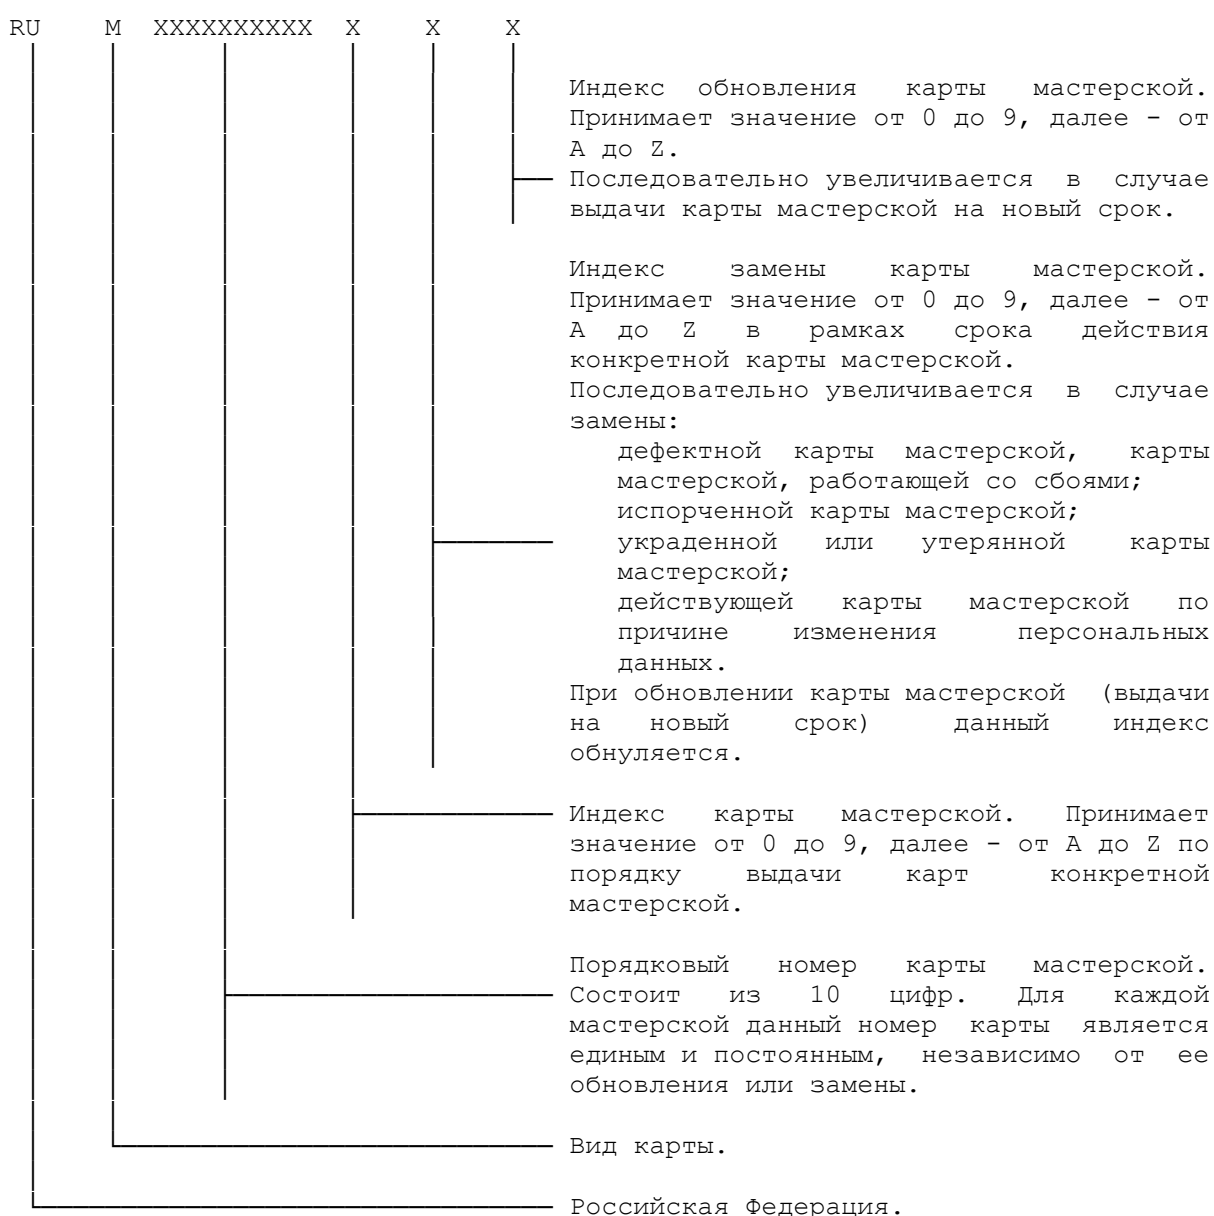 RU M XXXXXXXXXX X X X
Индекс обновления карты мастерской.
Принимает значение от 0 до 9, далее - от
A до Z.
Последовательно увеличивается в случае
выдачи карты мастерской на новый срок.
Индекс замены карты мастерской.
Принимает значение от 0 до 9, далее - от
A до Z в рамках срока действия
конкретной карты мастерской.
Последовательно увеличивается в случае
замены:
дефектной карты мастерской, карты
мастерской, работающей со сбоями;
испорченной карты мастерской;
украденной или утерянной карты
мастерской;
действующей карты мастерской по
причине изменения персональных
данных.
При обновлении карты мастерской (выдачи
на новый срок) данный индекс
обнуляется.
Индекс карты мастерской. Принимает
значение от 0 до 9, далее - от A до Z по
порядку выдачи карт конкретной
мастерской.
Порядковый номер карты мастерской.
Состоит из 10 цифр. Для каждой
мастерской данный номер карты является
единым и постоянным, независимо от ее
обновления или замены.
Вид карты.
Российская Федерация.